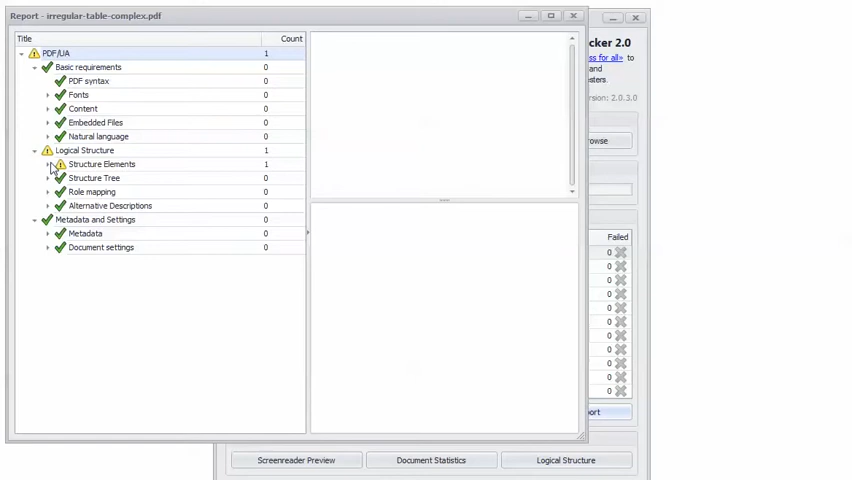 Report - irregular-table-complex.pdf
Title Count
PDF/UA 1
Basic requirements 0
PDF syntax 0
Fonts 0
Content 0
Embedded Files 0
Natural language 0
Logical Structure 1
Structure Elements 1
Structure Tree 0
Role mapping 0
Alternative Descriptions 0
Metadata and Settings 0
Metadata 0
Document settings 0
cker 2.0
ss for all» to
and
sters.
ersion: 2.0.3.0
owse
Failed
0
0
0
0
0
0
0
0
0
0
0
ort
Screenreader Preview Document Statistics Logical Structure